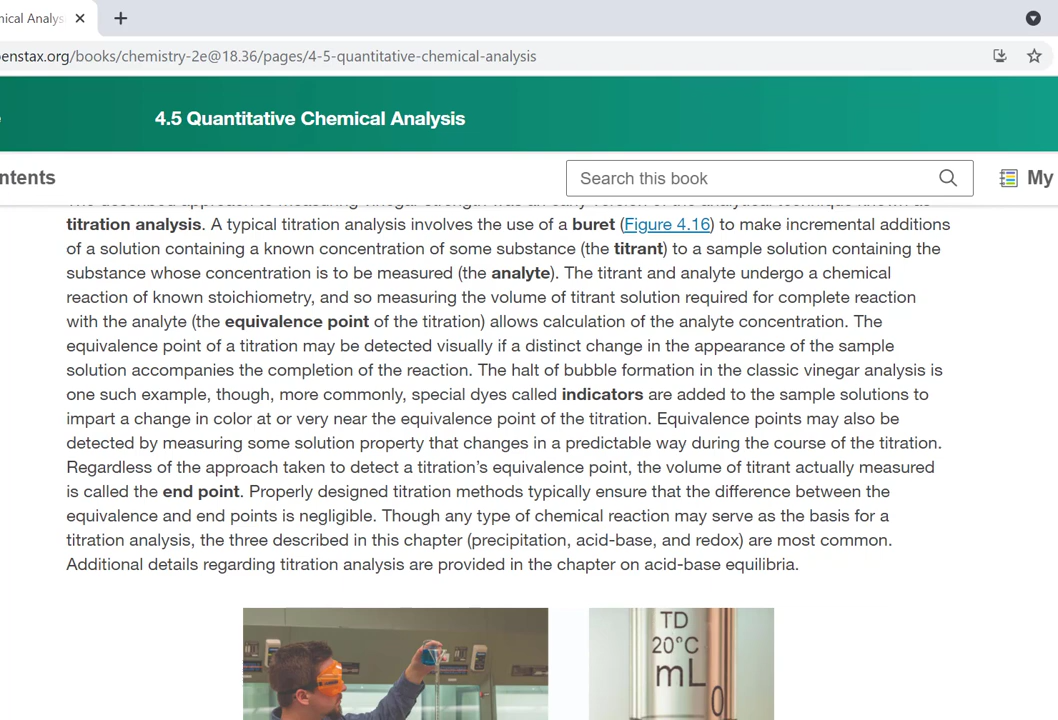 nical Analys
enstax.org/books/chemistry-2e@18.36/pages/4-5-quantitative-chemical-analysis
4.5 Quantitative Chemical Analysis
ntents
Search this book
My
titration analysis. A typical titration analysis involves the use of a buret (Figure 4.16) to make incremental additions
of a solution containing a known concentration of some substance (the titrant) to a sample solution containing the
substance whose concentration is to be measured (the analyte). The titrant and analyte undergo a chemical
reaction of known stoichiometry, and so measuring the volume of titrant solution required for complete reaction
with the analyte (the equivalence point of the titration) allows calculation of the analyte concentration. The
equivalence point of a titration may be detected visually if a distinct change in the appearance of the sample
solution accompanies the completion of the reaction. The halt of bubble formation in the classic vinegar analysis is
one such example, though, more commonly, special dyes called indicators are added to the sample solutions to
impart a change in color at or very near the equivalence point of the titration. Equivalence points may also be
detected by measuring some solution property that changes in a predictable way during the course of the titration.
Regardless of the approach taken to detect a titration’s equivalence point, the volume of titrant actually measured
is called the end point. Properly designed titration methods typically ensure that the difference between the
equivalence and end points is negligible. Though any type of chemical reaction may serve as the basis for a
titration analysis, the three described in this chapter (precipitation, acid-base, and redox) are most common.
Additional details regarding titration analysis are provided in the chapter on acid-base equilibria.
TD
20°C
mL
0